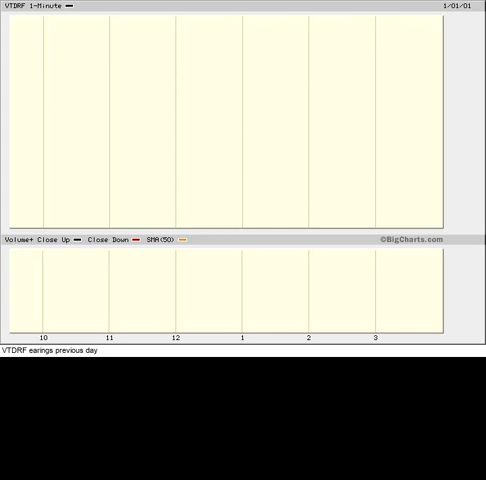 VTDRF 1-Minute 1/01/01
Volume+ Close Up Close Down SMA(50) ©BigCharts.com
10 11 12 1 2 3
VTDRF earings previous day